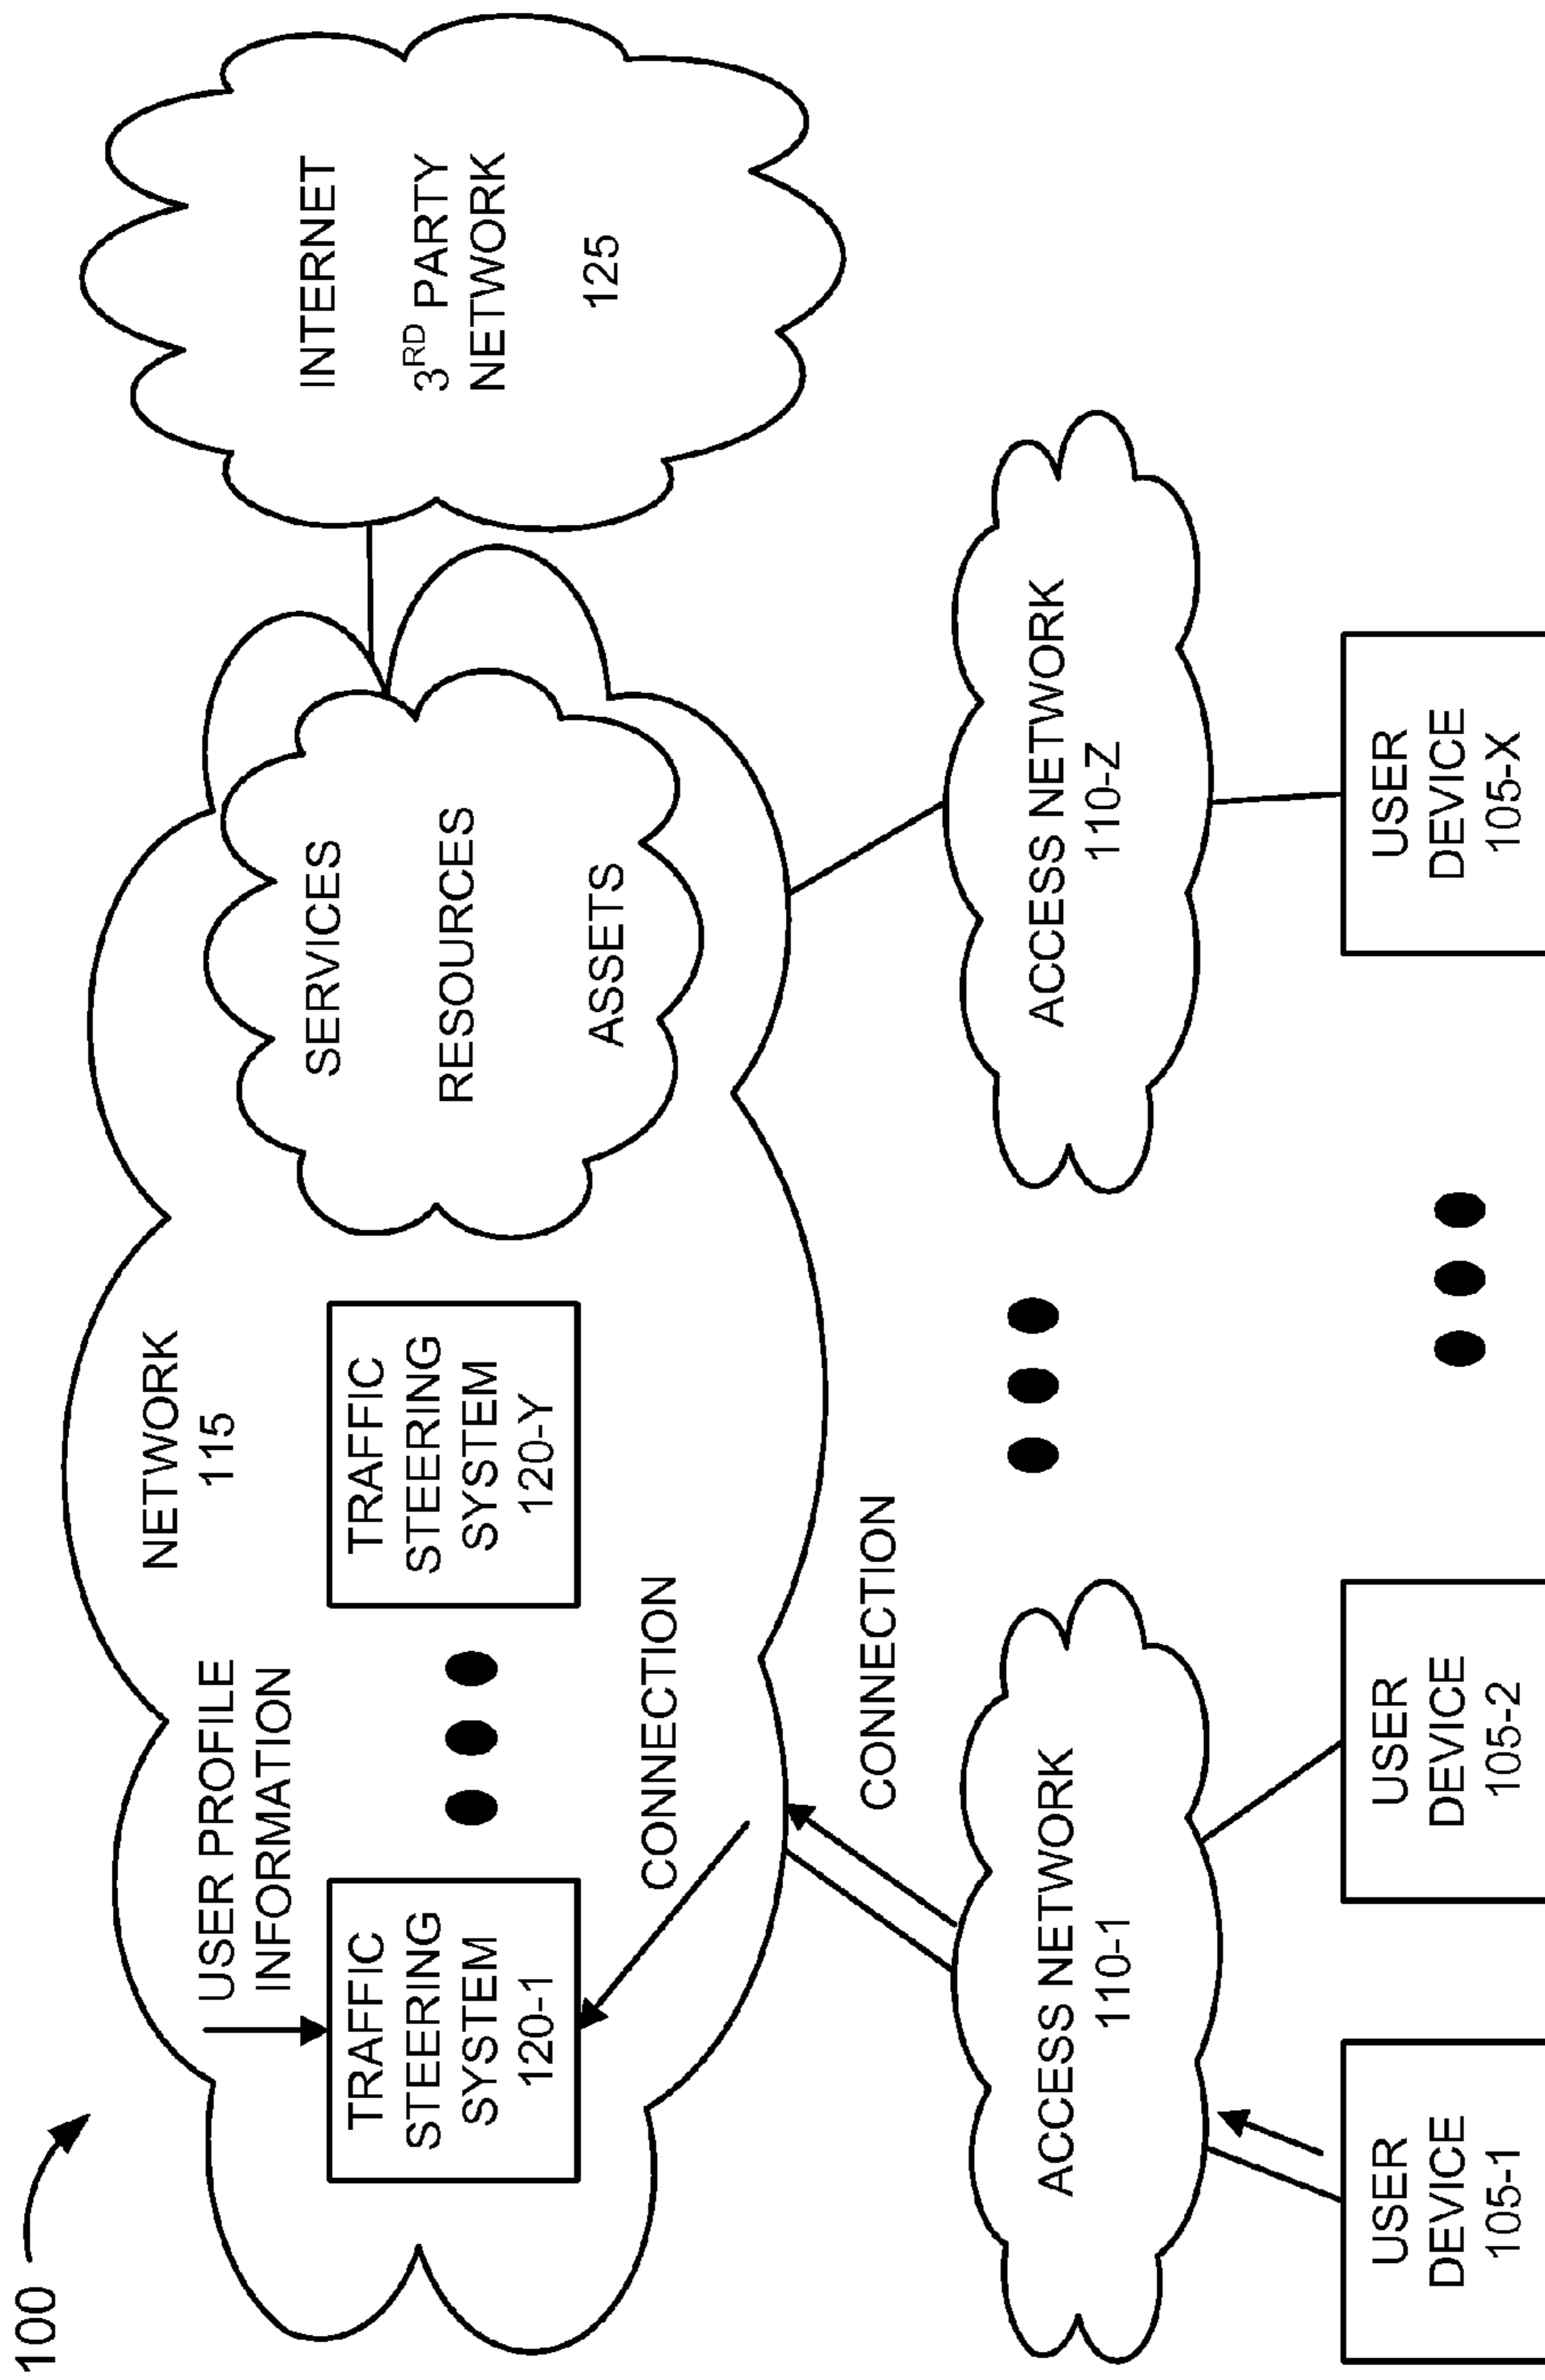 100
NETWORK
115
USER PROFILE
INFORMATION
TRAFFIC
STEERING
SYSTEM
120-1
TRAFFIC
STEERING
SYSTEM
120-Y
SERVICES
RESOURCES
ASSETS
INTERNET
3RD PARTY
NETWORK
125
CONNECTION
CONNECTION
ACCESS NETWORK
110-1
ACCESS NETWORK
110-Z
USER
DEVICE
105-1
USER
DEVICE
105-2
USER
DEVICE
105-X